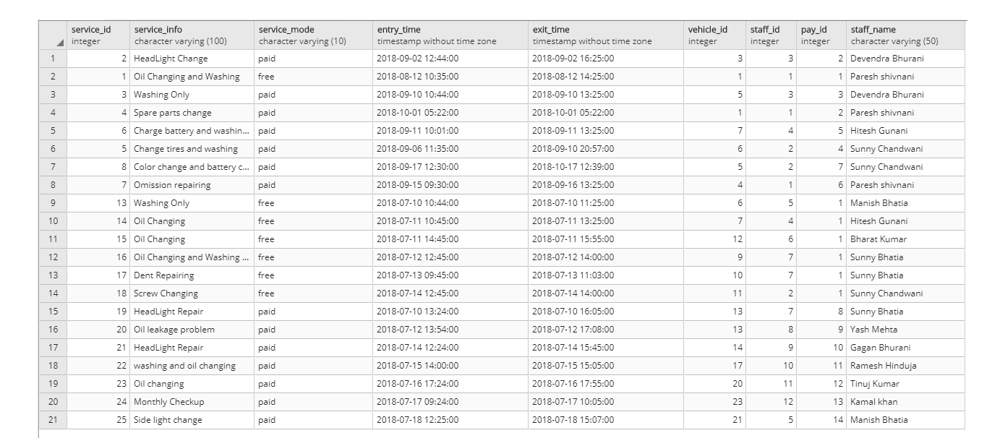 service_id service_info service_mode entry_time exit_time vehicle_id staff_id pay_id staff_name
integer character varying (100) character varying (10) timestamp without time zone timestamp without time zone integer integer integer character varying (50)
1 2 HeadLight Change paid 2018-09-02 12:44:00 2018-09-02 16:25:00 3 3 2 Devendra Bhurani
2 1 Oil Changing and Washing free 2018-08-12 10:35:00 2018-08-12 14:25:00 1 1 1 Paresh shivnani
3 3 Washing Only paid 2018-09-10 10:44:00 2018-09-10 13:25:00 5 3 3 Devendra Bhurani
4 4 Spare parts change paid 2018-10-01 05:22:00 2018-10-01 05:22:00 1 1 2 Paresh shivnani
5 6 Charge battery and washin... paid 2018-09-11 10:01:00 2018-09-11 13:25:00 7 4 5 Hitesh Gunani
6 5 Change tires and washing paid 2018-09-06 11:35:00 2018-09-10 20:57:00 6 2 4 Sunny Chandwani
7 8 Color change and battery c... paid 2018-09-17 12:30:00 2018-10-17 12:39:00 5 2 7 Sunny Chandwani
8 7 Omission repairing paid 2018-09-15 09:30:00 2018-09-16 13:25:00 4 1 6 Paresh shivnani
9 13 Washing Only free 2018-07-10 10:44:00 2018-07-10 11:25:00 6 5 1 Manish Bhatia
10 14 Oil Changing free 2018-07-11 10:45:00 2018-07-11 13:25:00 7 4 1 Hitesh Gunani
11 15 Oil Changing free 2018-07-11 14:45:00 2018-07-11 15:55:00 12 6 1 Bharat Kumar
12 16 Oil Changing and Washing ... free 2018-07-12 12:45:00 2018-07-12 14:00:00 9 7 1 Sunny Bhatia
13 17 Dent Repairing free 2018-07-13 09:45:00 2018-07-13 11:03:00 10 7 1 Sunny Bhatia
14 18 Screw Changing free 2018-07-14 12:45:00 2018-07-14 14:00:00 11 2 1 Sunny Chandwani
15 19 HeadLight Repair paid 2018-07-10 13:24:00 2018-07-10 16:05:00 13 7 8 Sunny Bhatia
16 20 Oil leakage problem paid 2018-07-12 13:54:00 2018-07-12 17:08:00 13 8 9 Yash Mehta
17 21 HeadLight Repair paid 2018-07-14 12:24:00 2018-07-14 15:45:00 14 9 10 Gagan Bhurani
18 22 washing and oil changing paid 2018-07-15 14:00:00 2018-07-15 15:05:00 17 10 11 Ramesh Hinduja
19 23 Oil changing paid 2018-07-16 17:24:00 2018-07-16 17:55:00 20 11 12 Tinuj Kumar
20 24 Monthly Checkup paid 2018-07-17 09:24:00 2018-07-17 10:05:00 23 12 13 Kamal khan
21 25 Side light change paid 2018-07-18 12:25:00 2018-07-18 15:07:00 21 5 14 Manish Bhatia